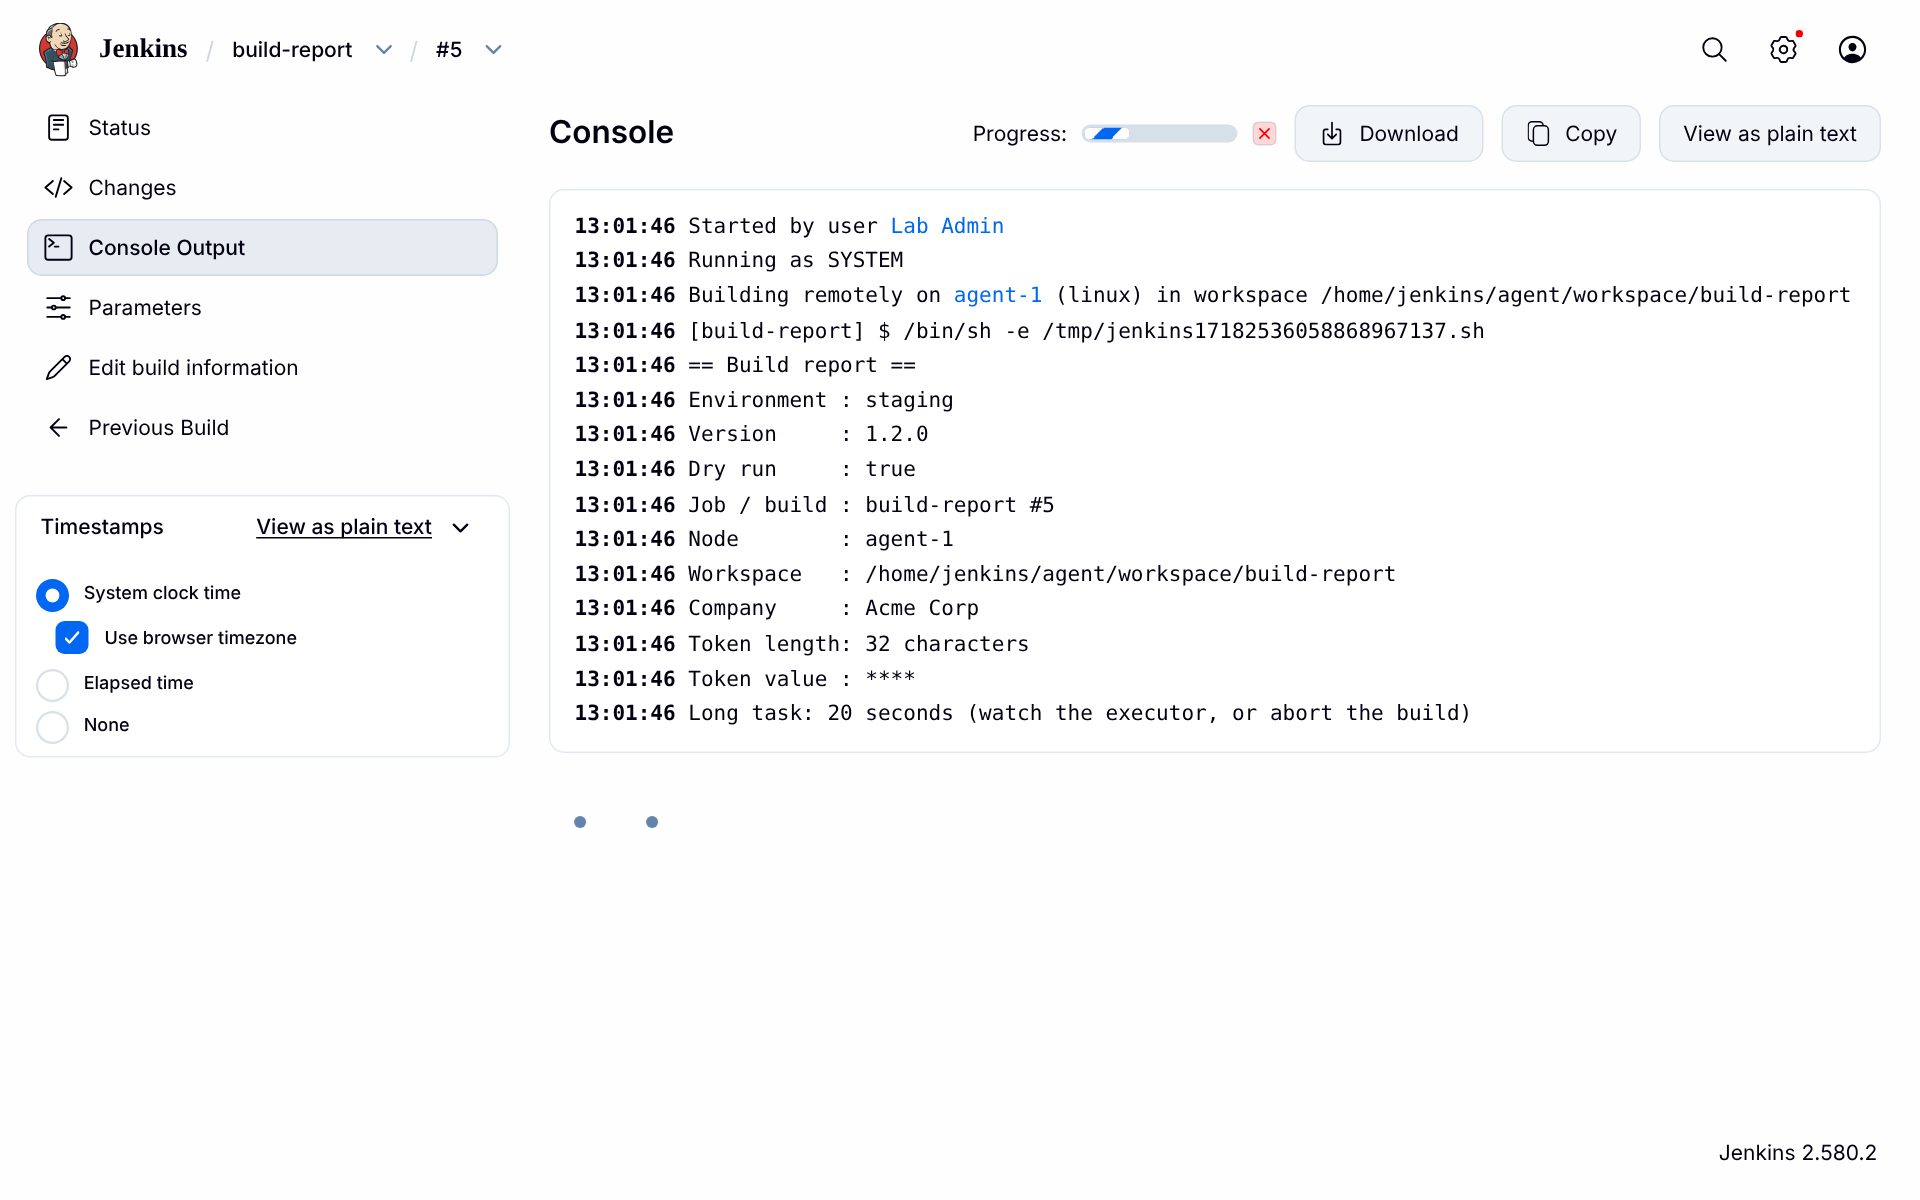 Jenkins / build-report / #5
Status
Changes
Console Output
Parameters
Edit build information
Previous Build
Timestamps View as plain text
System clock time
Use browser timezone
Elapsed time
None
Console Progress: Download Copy View as plain text
13:01:46 Started by user Lab Admin
13:01:46 Running as SYSTEM
13:01:46 Building remotely on agent-1 (linux) in workspace /home/jenkins/agent/workspace/build-report
13:01:46 [build-report] $ /bin/sh -e /tmp/jenkins17182536058868967137.sh
13:01:46 == Build report ==
13:01:46 Environment : staging
13:01:46 Version     : 1.2.0
13:01:46 Dry run     : true
13:01:46 Job / build : build-report #5
13:01:46 Node        : agent-1
13:01:46 Workspace   : /home/jenkins/agent/workspace/build-report
13:01:46 Company     : Acme Corp
13:01:46 Token length: 32 characters
13:01:46 Token value : ****
13:01:46 Long task: 20 seconds (watch the executor, or abort the build)
Jenkins 2.580.2